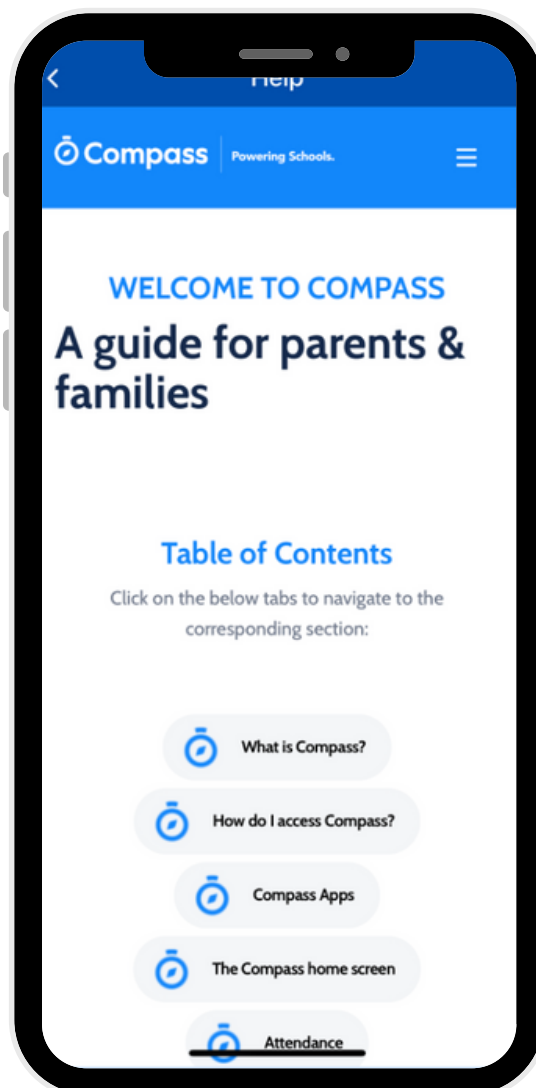 Help
Compass Powering Schools.
WELCOME TO COMPASS
A guide for parents &
families
Table of Contents
Click on the below tabs to navigate to the
corresponding section:
What is Compass?
How do I access Compass?
Compass Apps
The Compass home screen
Attendance